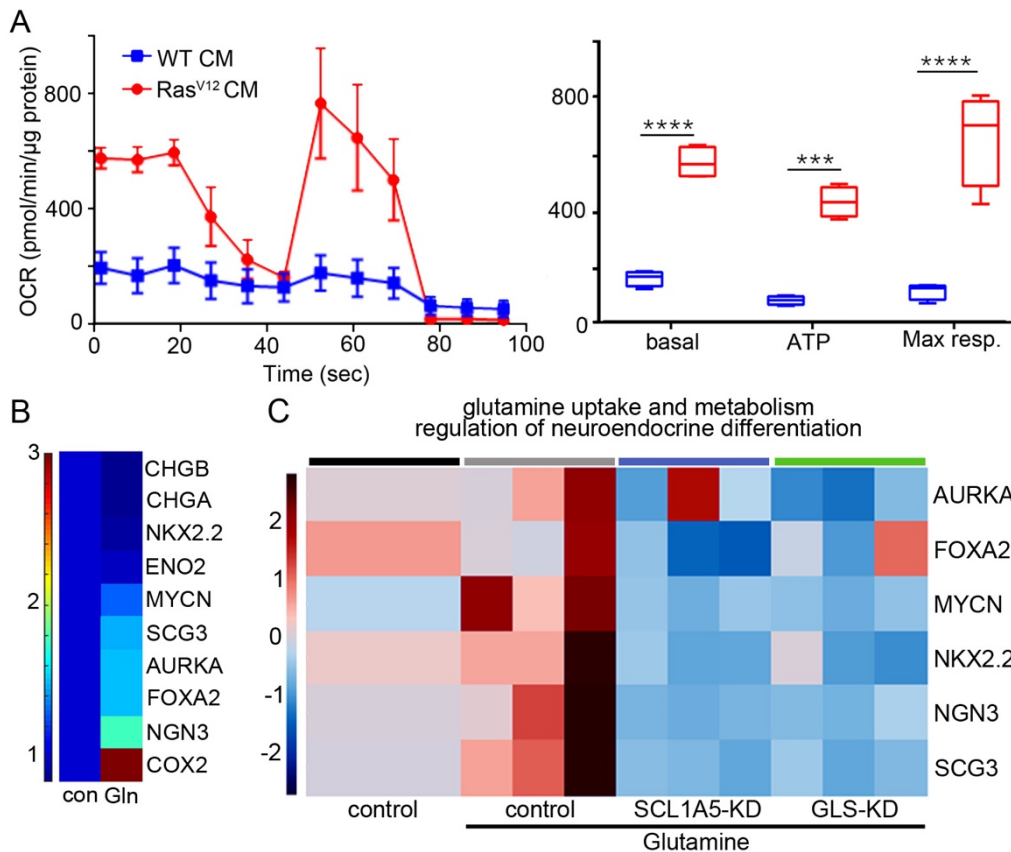 A
WT CM
Ras^V12 CM
OCR (pmol/min/µg protein)
800
400
0
0 20 40 60 80 100
Time (sec)
800
400
0
**** *** ****
basal ATP Max resp.
B
3
2
1
CHGB
CHGA
NKX2.2
ENO2
MYCN
SCG3
AURKA
FOXA2
NGN3
COX2
con Gln
C
glutamine uptake and metabolism
regulation of neuroendocrine differentiation
2
1
0
-1
-2
AURKA
FOXA2
MYCN
NKX2.2
NGN3
SCG3
control control SCL1A5-KD GLS-KD
Glutamine